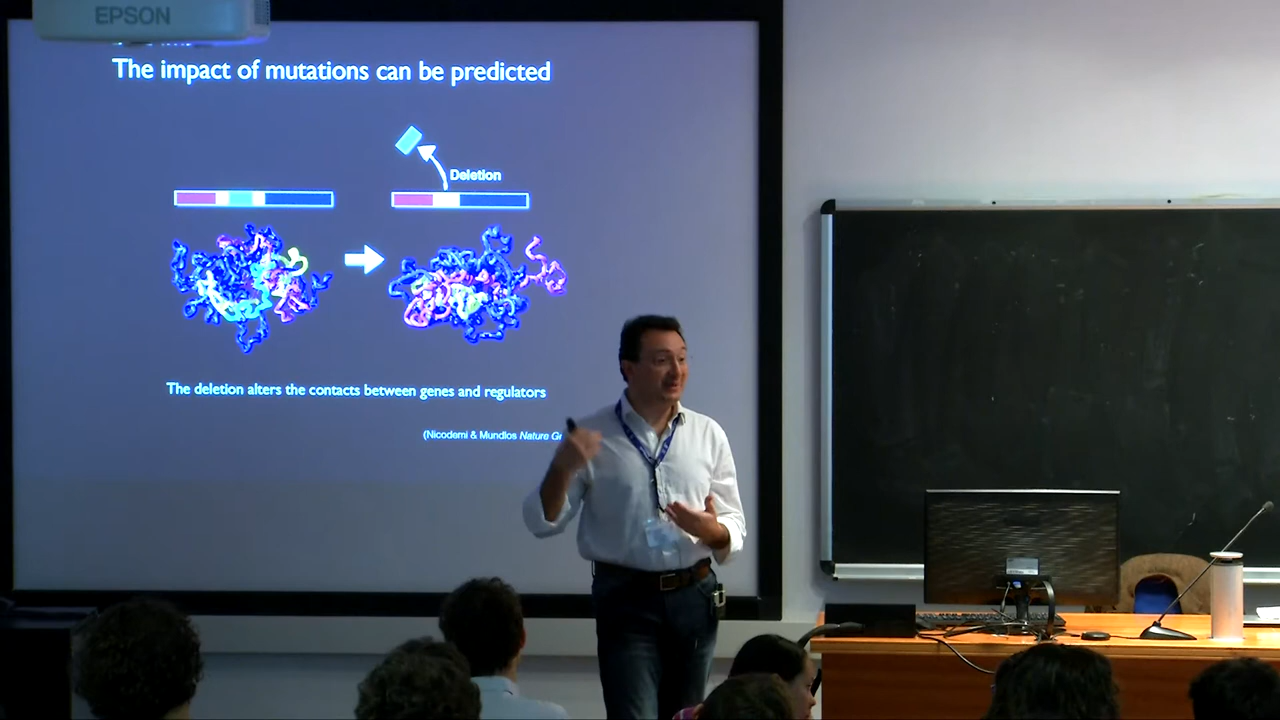 EPSON
The impact of mutations can be predicted
Deletion
The deletion alters the contacts between genes and regulators
(Nicodemi & Mundlos Nature